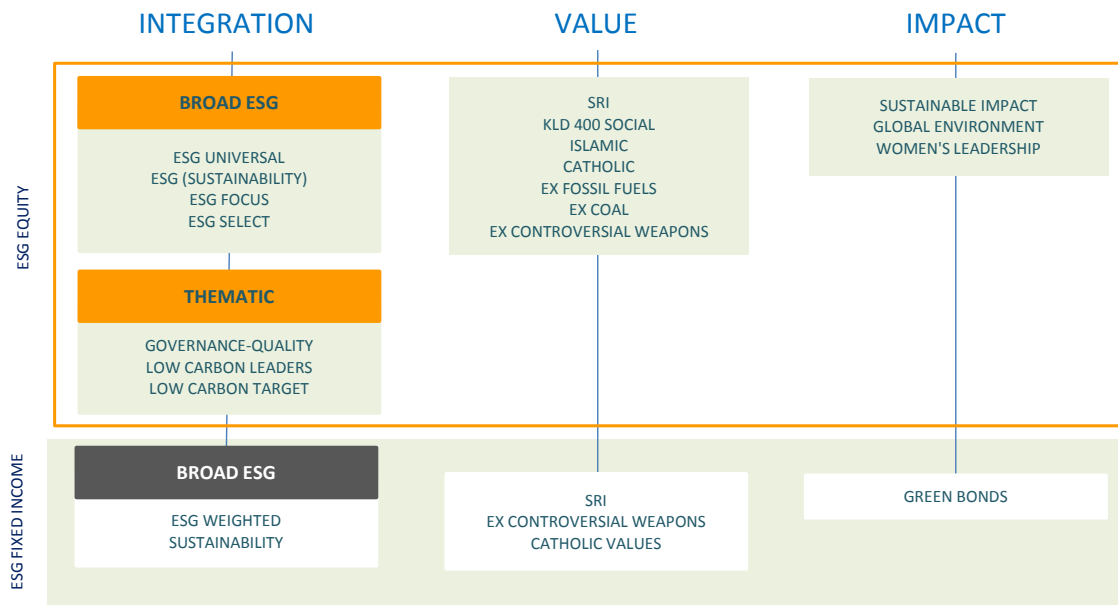 INTEGRATION
VALUE
IMPACT
ESG EQUITY
BROAD ESG
ESG UNIVERSAL
ESG (SUSTAINABILITY)
ESG FOCUS
ESG SELECT
THEMATIC
GOVERNANCE-QUALITY
LOW CARBON LEADERS
LOW CARBON TARGET
SRI
KLD 400 SOCIAL
ISLAMIC
CATHOLIC
EX FOSSIL FUELS
EX COAL
EX CONTROVERSIAL WEAPONS
SUSTAINABLE IMPACT
GLOBAL ENVIRONMENT
WOMEN'S LEADERSHIP
ESG FIXED INCOME
BROAD ESG
ESG WEIGHTED
SUSTAINABILITY
SRI
EX CONTROVERSIAL WEAPONS
CATHOLIC VALUES
GREEN BONDS